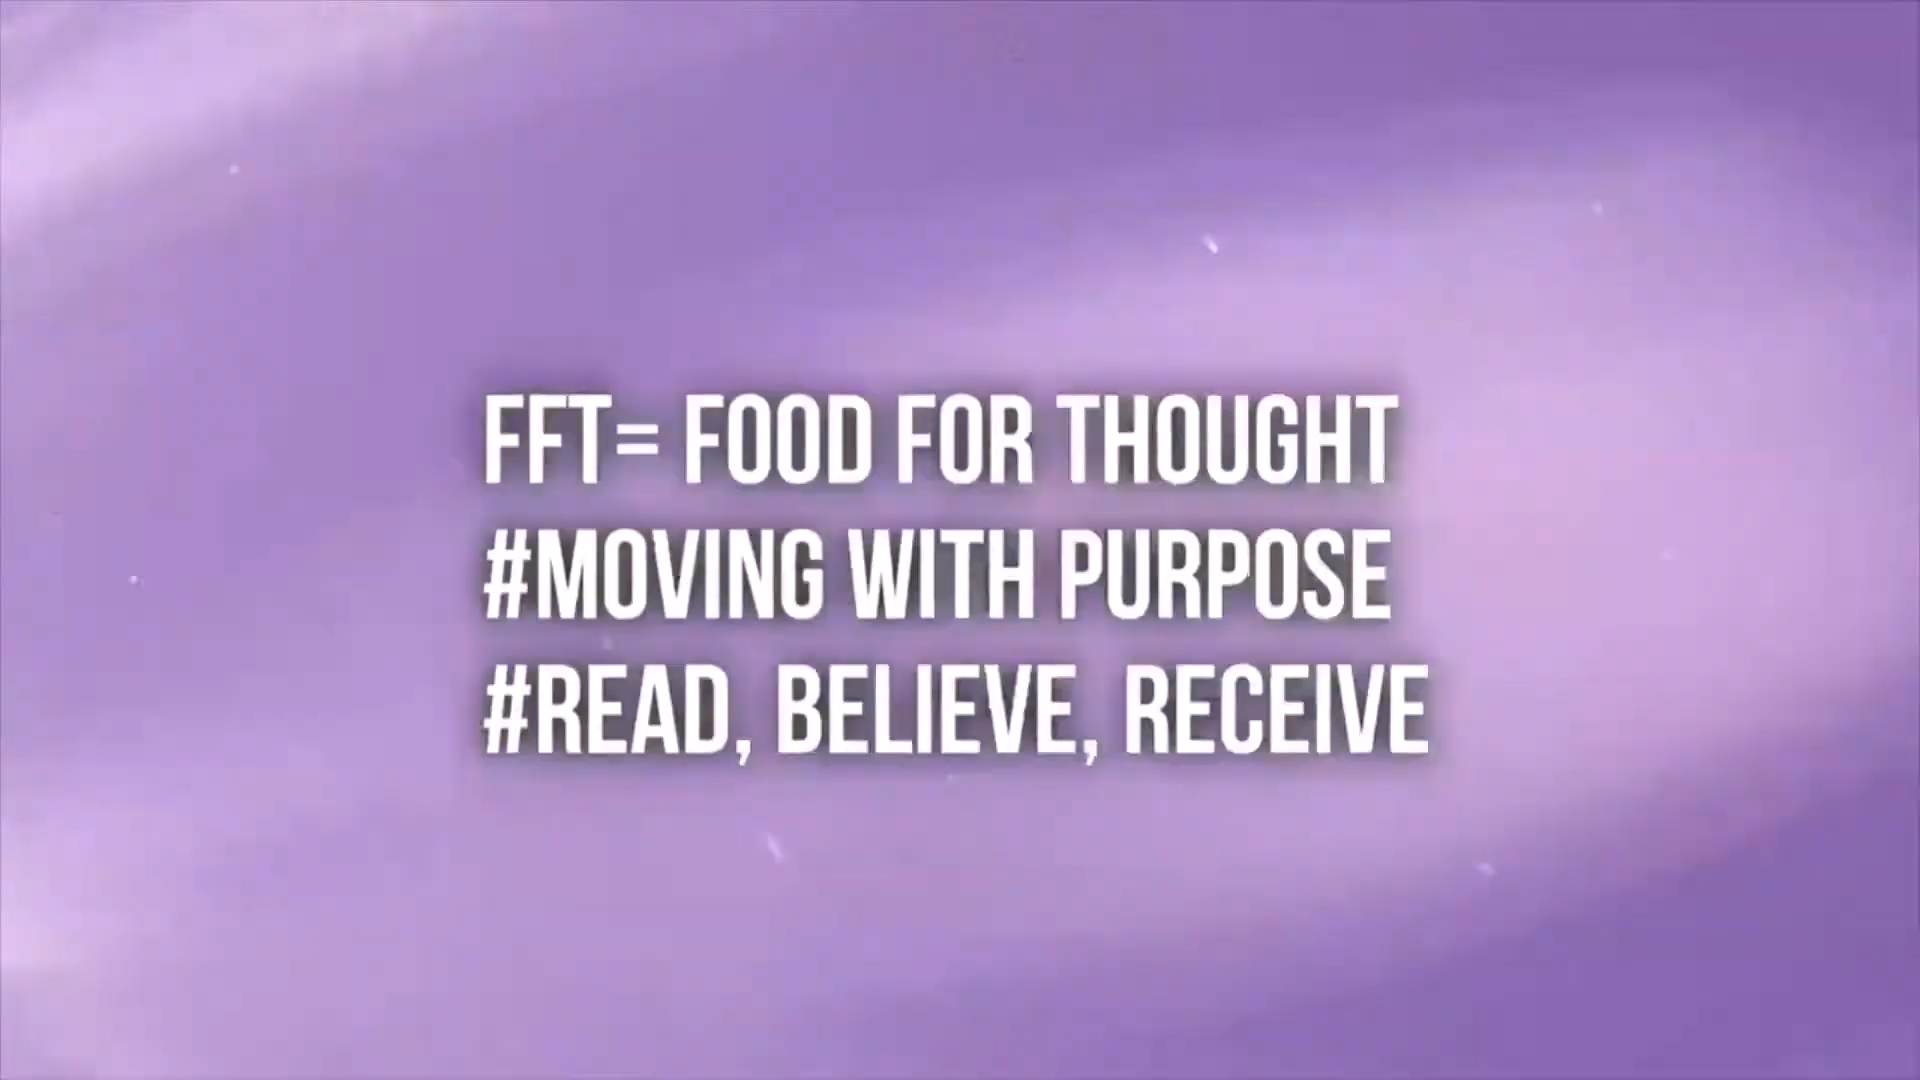 FFT= FOOD FOR THOUGHT
#MOVING WITH PURPOSE
#READ, BELIEVE, RECEIVE